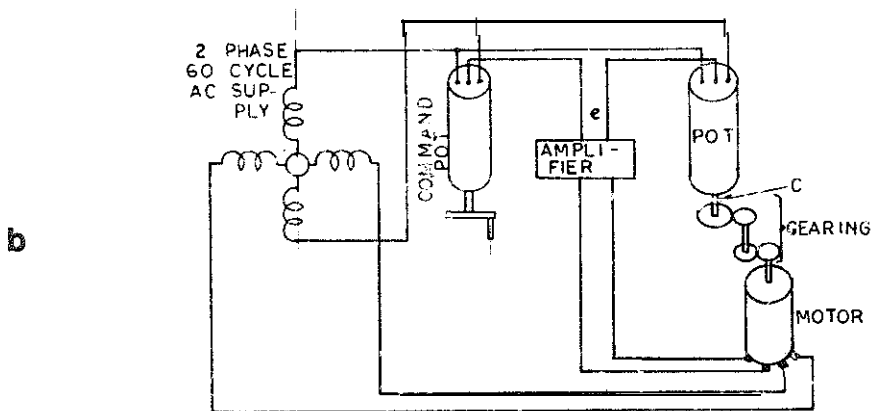 2 PHASE
60 CYCLE
AC SUP-
PLY
COMMAND
POT
e
AMPLI-
FIER
POT
C
GEARING
MOTOR
b